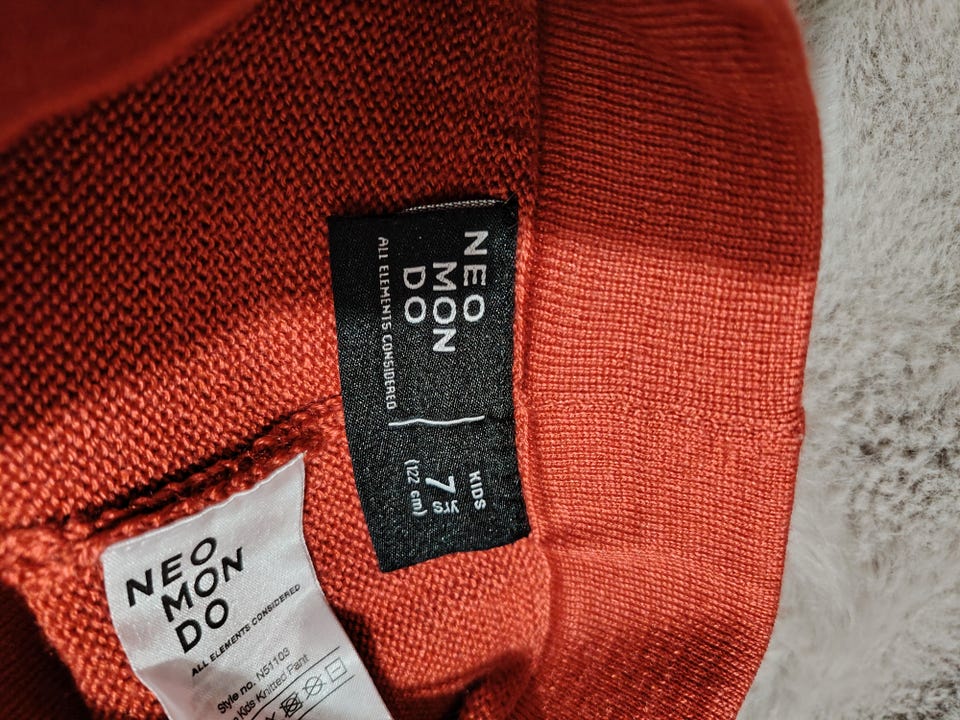 NEO
MON
DO
ALL ELEMENTS CONSIDERED
KIDS
7 yrs
(122 cm)
NEO
MON
DO
ALL ELEMENTS CONSIDERED
Style no. N51103
Kids Knitted Pant